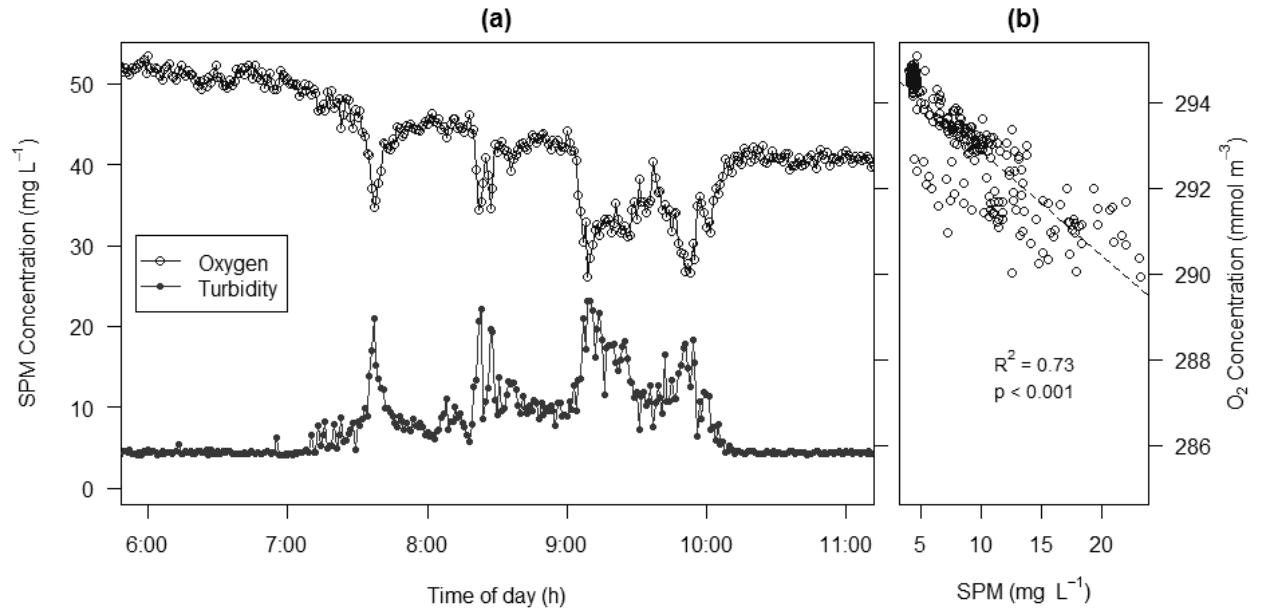 (a)
(b)
SPM Concentration (mg L⁻¹)
50
40
30
20
10
0
Oxygen
Turbidity
6:00 7:00 8:00 9:00 10:00 11:00
Time of day (h)
R² = 0.73
p < 0.001
5 10 15 20
SPM (mg L⁻¹)
294
292
290
288
286
O₂ Concentration (mmol m⁻³)